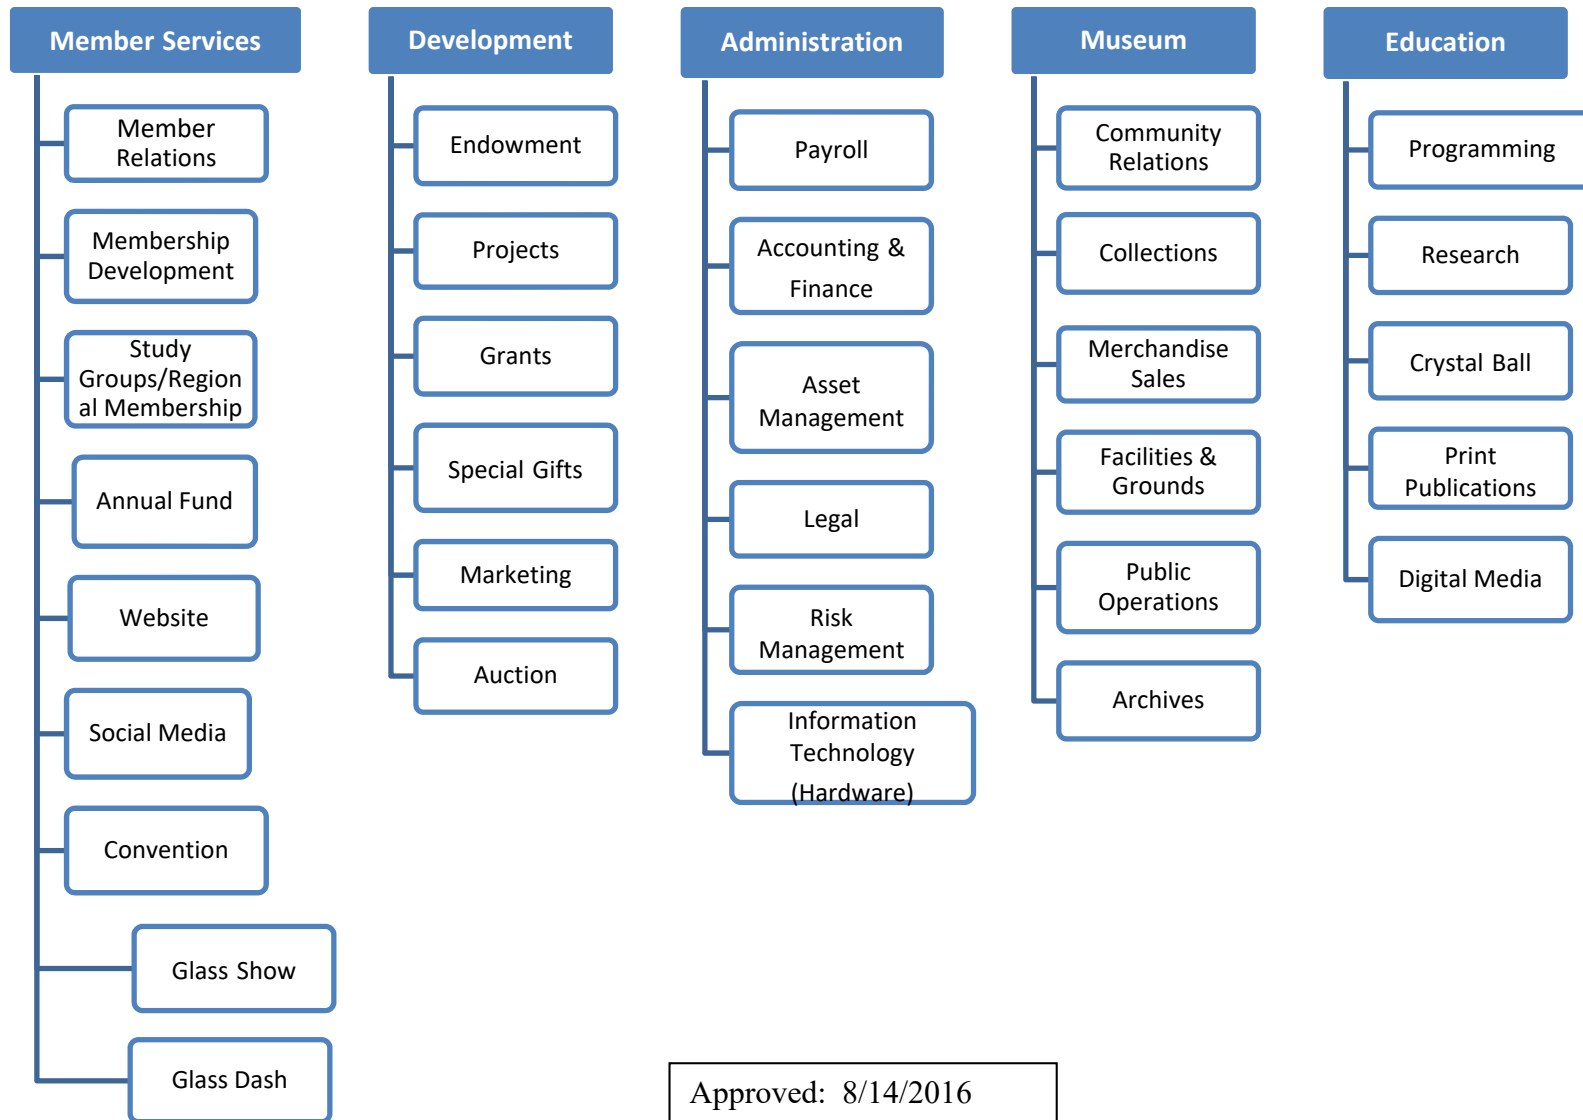 Member Services
Member
Relations
Membership
Development
Study
Groups/Region
al Membership
Annual Fund
Website
Social Media
Convention
Glass Show
Glass Dash
Development
Endowment
Projects
Grants
Special Gifts
Marketing
Auction
Administration
Payroll
Accounting &
Finance
Asset
Management
Legal
Risk
Management
Information
Technology
(Hardware)
Museum
Community
Relations
Collections
Merchandise
Sales
Facilities &
Grounds
Public
Operations
Archives
Education
Programming
Research
Crystal Ball
Print
Publications
Digital Media
Approved: 8/14/2016